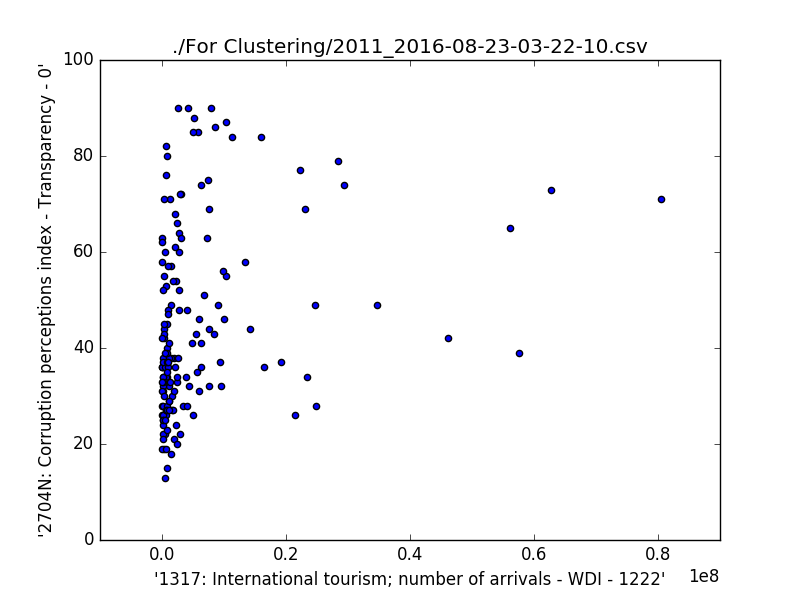 ./For Clustering/2011_2016-08-23-03-22-10.csv
100
80
60
40
20
0
'2704N: Corruption perceptions index - Transparency - 0'
0.0 0.2 0.4 0.6 0.8
1e8
'1317: International tourism; number of arrivals - WDI - 1222'